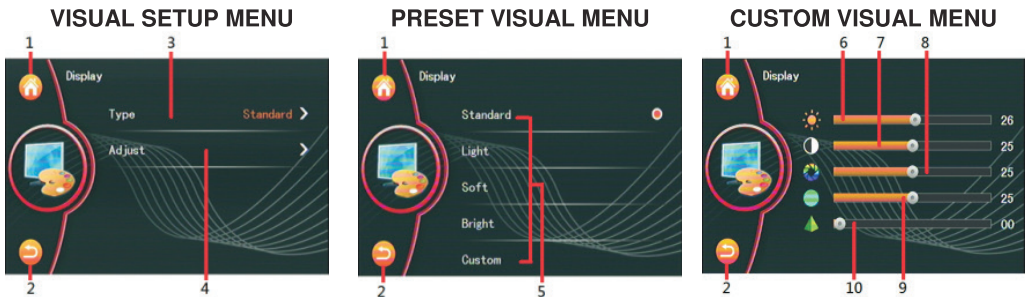 VISUAL SETUP MENU
1 3
Display
Type Standard
Adjust
2 4
PRESET VISUAL MENU
1
Display
Standard
Light
Soft
Bright
Custom
2 5
CUSTOM VISUAL MENU
1 6 7 8
Display
26
25
25
25
00
2 10 9